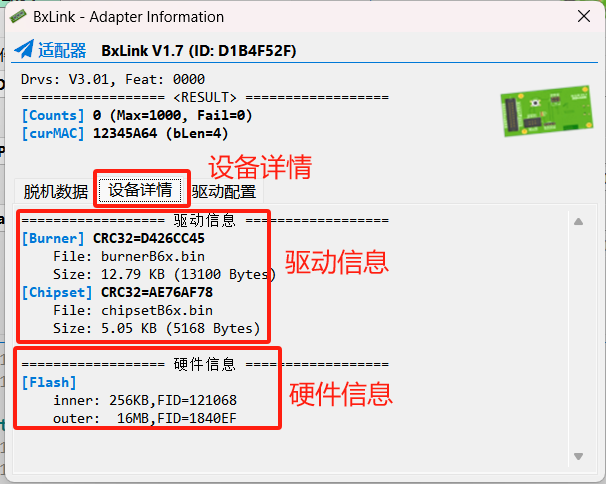 BxLink - Adapter Information
适配器 BxLink V1.7 (ID: D1B4F52F)
Drvs: V3.01, Feat: 0000
================== <RESULT> ==================
[Counts] 0 (Max=1000, Fail=0)
[curMAC] 12345A64 (bLen=4)
设备详情
脱机数据 设备详情 驱动配置
================== 驱动信息 ==================
[Burner] CRC32=D426CC45
File: burnerB6x.bin
Size: 12.79 KB (13100 Bytes)
驱动信息
[Chipset] CRC32=AE76AF78
File: chipsetB6x.bin
Size: 5.05 KB (5168 Bytes)
================== 硬件信息 ==================
[Flash]
硬件信息
inner: 256KB,FID=121068
outer: 16MB,FID=1840EF